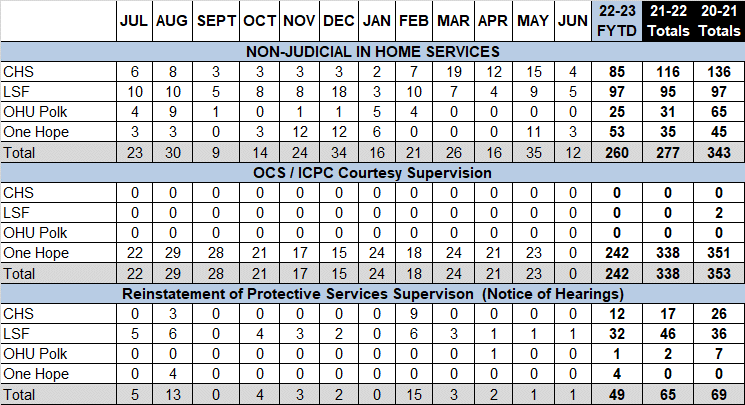 JUL AUG SEPT OCT NOV DEC JAN FEB MAR APR MAY JUN 22-23 FYTD 21-22 Totals 20-21 Totals
NON-JUDICIAL IN HOME SERVICES
CHS 6 8 3 3 3 3 2 7 19 12 15 4 85 116 136
LSF 10 10 5 8 8 18 3 10 7 4 9 5 97 95 97
OHU Polk 4 9 1 0 1 1 5 4 0 0 0 0 25 31 65
One Hope 3 3 0 3 12 12 6 0 0 0 11 3 53 35 45
Total 23 30 9 14 24 34 16 21 26 16 35 12 260 277 343
OCS / ICPC Courtesy Supervision
CHS 0 0 0 0 0 0 0 0 0 0 0 0 0 0 0
LSF 0 0 0 0 0 0 0 0 0 0 0 0 0 0 2
OHU Polk 0 0 0 0 0 0 0 0 0 0 0 0 0 0 0
One Hope 22 29 28 21 17 15 24 18 24 21 23 0 242 338 351
Total 22 29 28 21 17 15 24 18 24 21 23 0 242 338 353
Reinstatement of Protective Services Supervison (Notice of Hearings)
CHS 0 3 0 0 0 0 0 9 0 0 0 0 12 17 26
LSF 5 6 0 4 3 2 0 6 3 1 1 1 32 46 36
OHU Polk 0 0 0 0 0 0 0 0 0 1 0 0 1 2 7
One Hope 0 4 0 0 0 0 0 0 0 0 0 0 4 0 0
Total 5 13 0 4 3 2 0 15 3 2 1 1 49 65 69